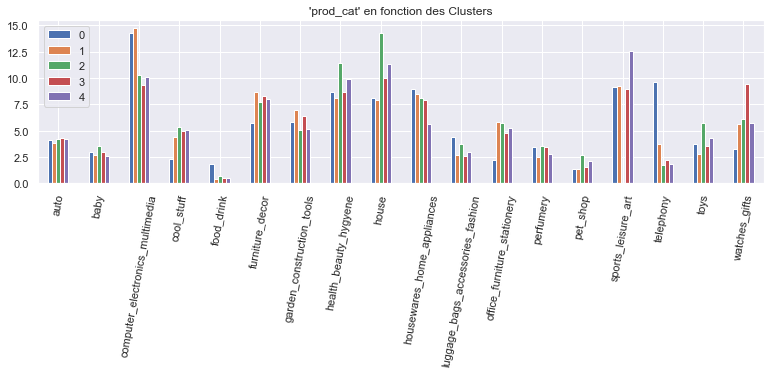 'prod_cat' en fonction des Clusters
15.0
12.5
10.0
7.5
5.0
2.5
0.0
0
1
2
3
4
auto
baby
computer_electronics_multimedia
cool_stuff
food_drink
furniture_decor
garden_construction_tools
health_beauty_hygyene
house
housewares_home_appliances
luggage_bags_accessories_fashion
office_furniture_stationery
perfumery
pet_shop
sports_leisure_art
telephony
toys
watches_gifts